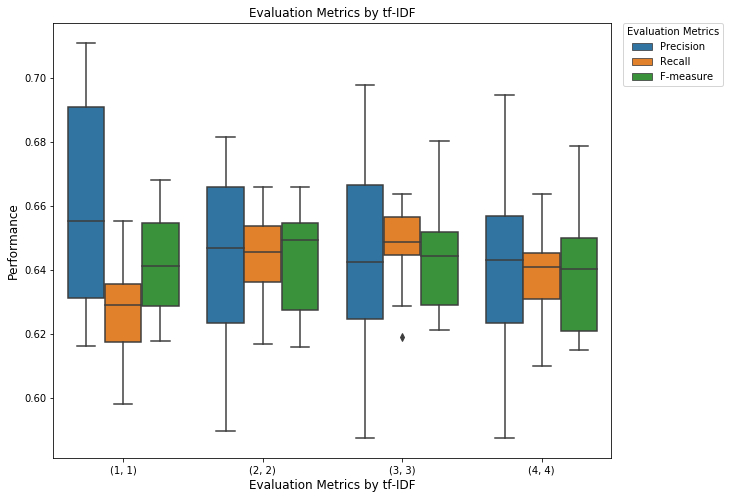 Evaluation Metrics by tf-IDF
Evaluation Metrics
Precision
Recall
F-measure
Performance
0.70
0.68
0.66
0.64
0.62
0.60
(1, 1)
(2, 2)
(3, 3)
(4, 4)
Evaluation Metrics by tf-IDF